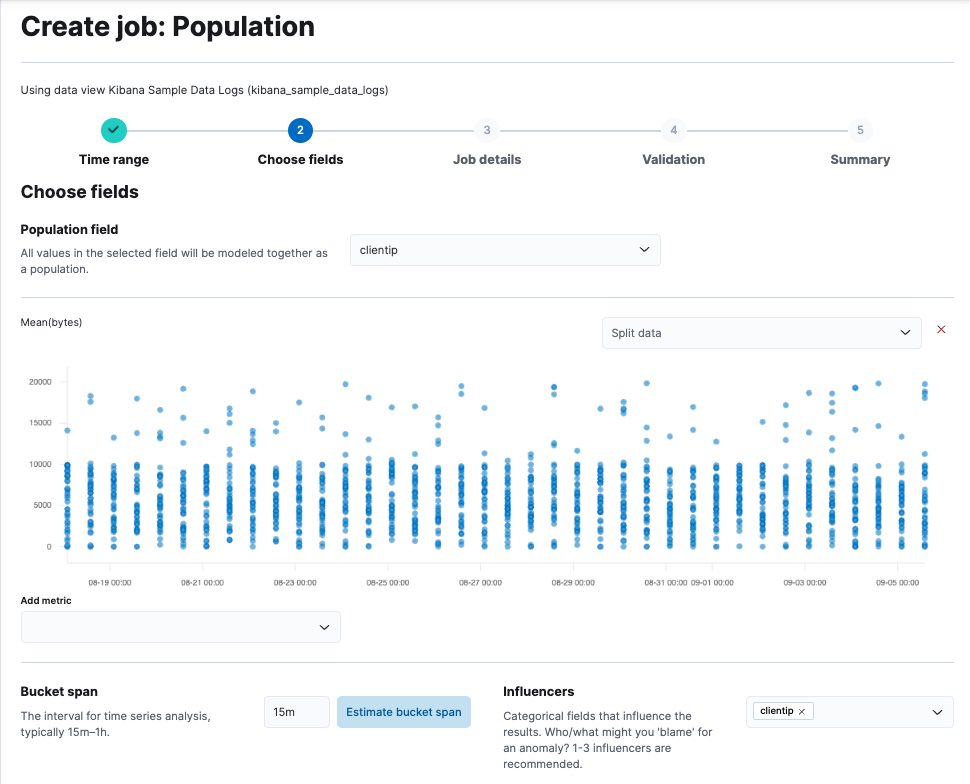 Create job: Population
Using data view Kibana Sample Data Logs (kibana_sample_data_logs)
2
3
4
5
Time range
Choose fields
Job details
Validation
Summary
Choose fields
Population field
All values in the selected field will be modeled together as
a population.
clientip
Mean(bytes)
Split data
20000
15000
10000
5000
0
08-19 00:00
08-21 00:00
08-23 00:00
08-25 00:00
08-27 00:00
08-29 00:00
08-31 00:00
09-01 00:00
09-03 00:00
09-05 00:00
Add metric
Bucket span
The interval for time series analysis,
typically 15m–1h.
15m
Estimate bucket span
Influencers
Categorical fields that influence the
results. Who/what might you 'blame' for
an anomaly? 1-3 influencers are
recommended.
clientip